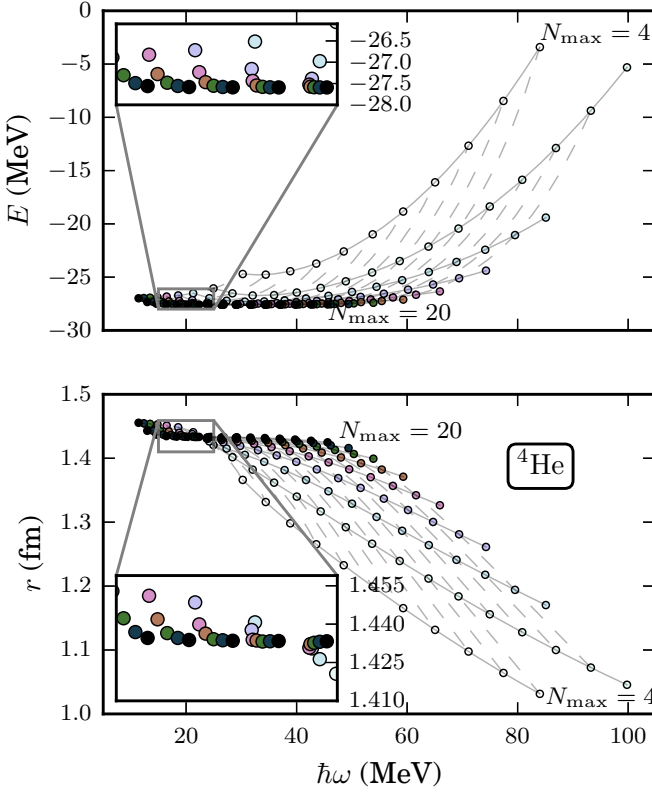 0
−5
−10
−15
−20
−25
−30
E (MeV)
−26.5
−27.0
−27.5
−28.0
N_max = 4
N_max = 20
1.5
1.4
1.3
1.2
1.1
1.0
r (fm)
N_max = 20
⁴He
1.455
1.440
1.425
1.410
N_max = 4
20 40 60 80 100
ħω (MeV)